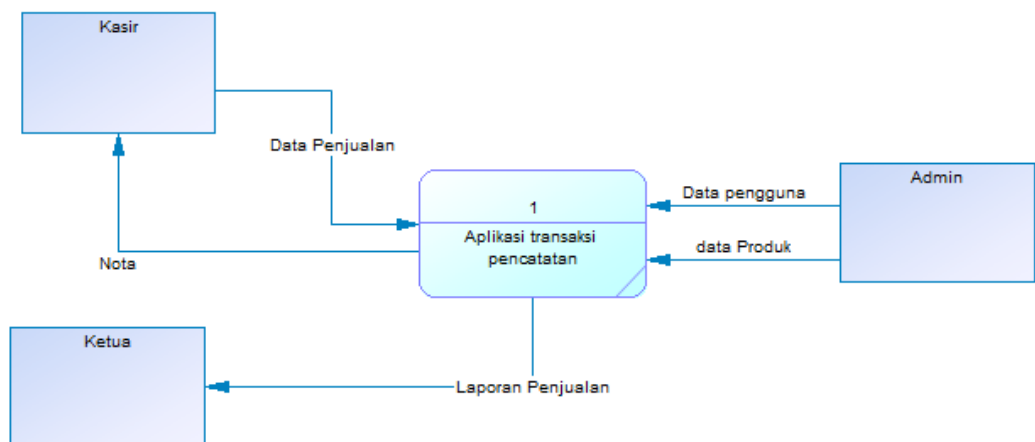 Kasir
Data Penjualan
Nota
1
Aplikasi transaksi
pencatatan
Data pengguna
data Produk
Admin
Ketua
Laporan Penjualan